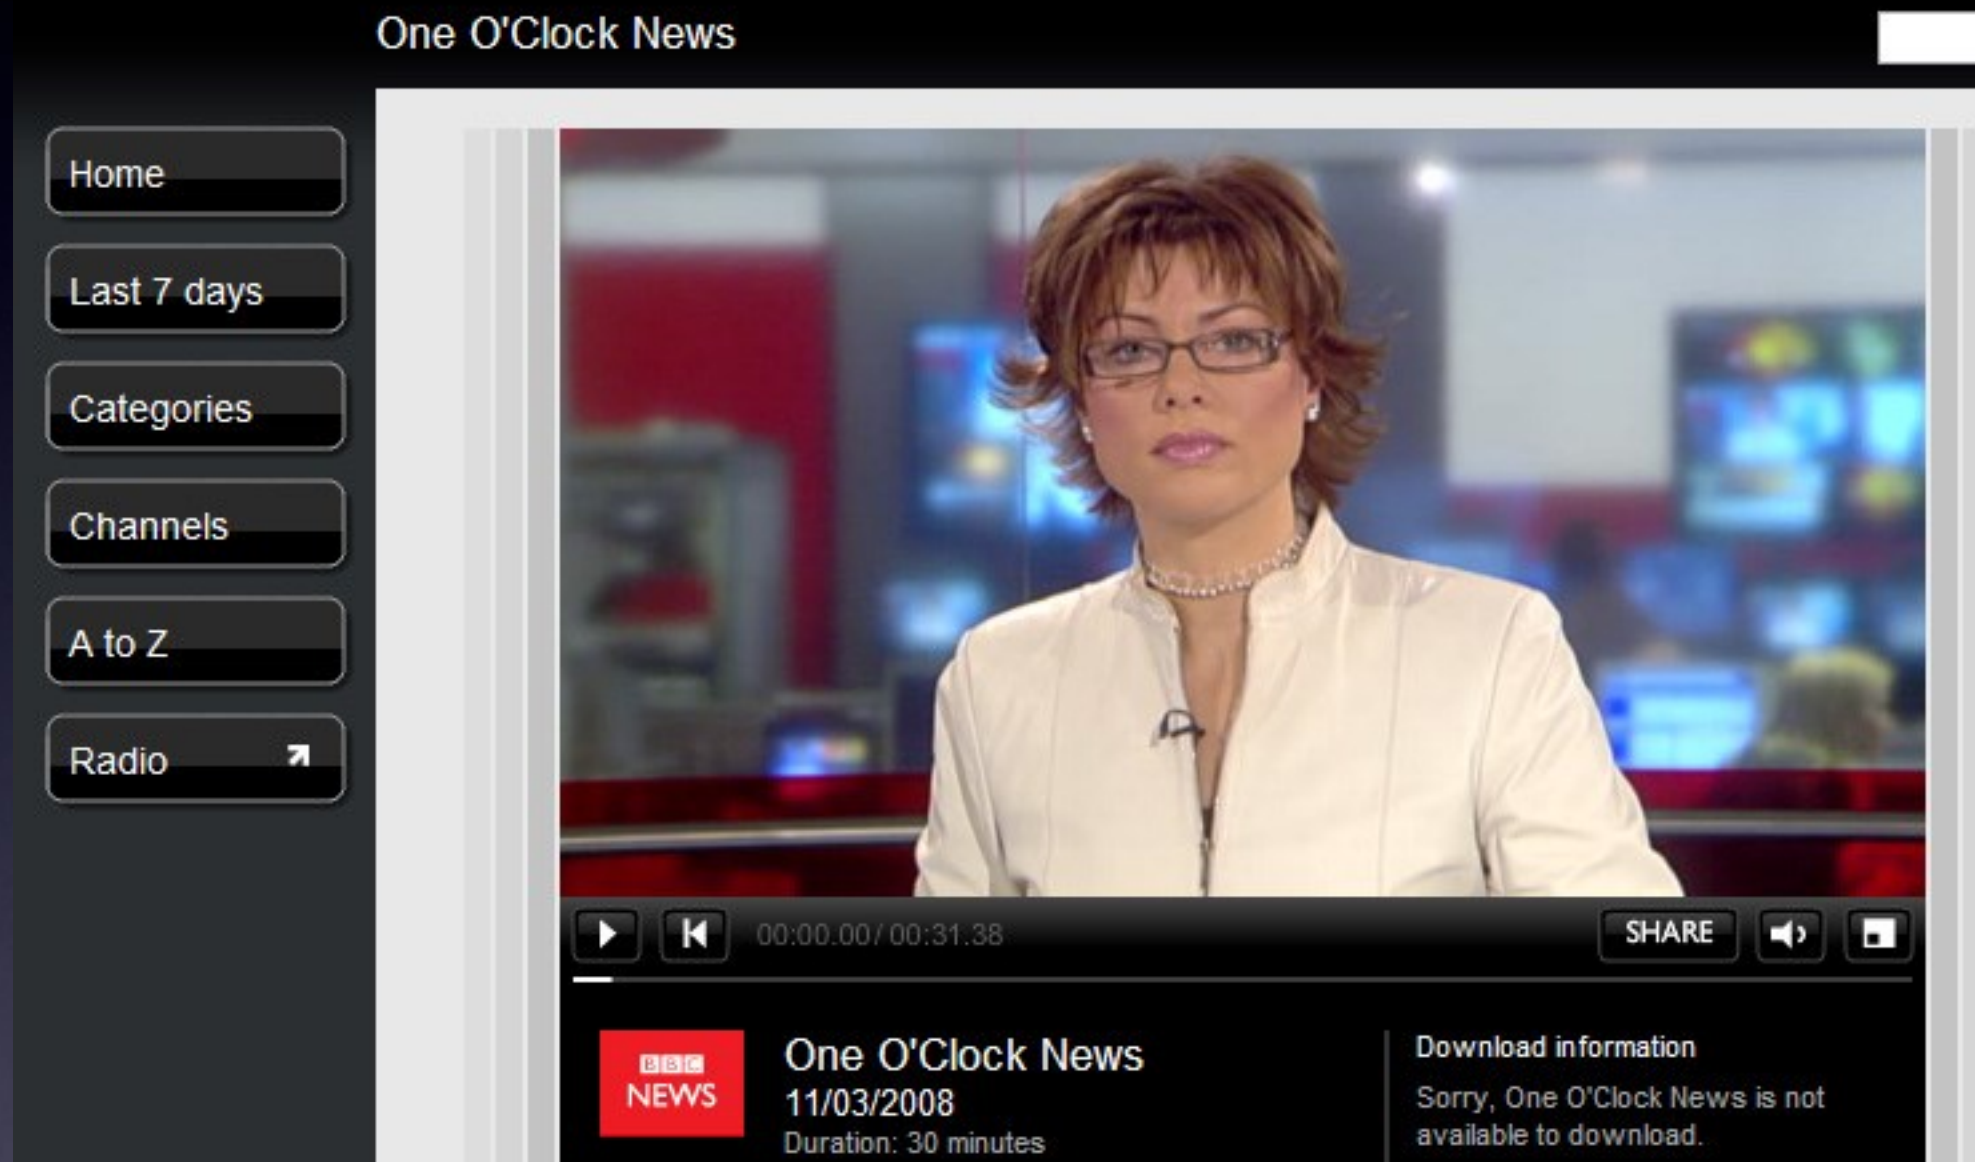 One O'Clock News
Home
Last 7 days
Categories
Channels
A to Z
Radio
00:00.00 / 00:31.38
SHARE
BBC
NEWS
One O'Clock News
11/03/2008
Duration: 30 minutes
Download information
Sorry, One O'Clock News is not
available to download.